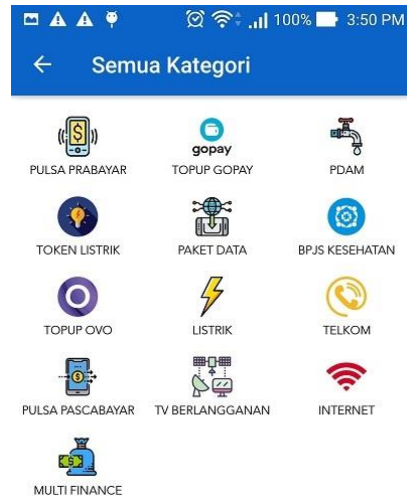 100% 3:50 PM
Semua Kategori
gopay
PULSA PRABAYAR TOPUP GOPAY PDAM
TOKEN LISTRIK PAKET DATA BPJS KESEHATAN
TOPUP OVO LISTRIK TELKOM
PULSA PASCABAYAR TV BERLANGGANAN INTERNET
MULTI FINANCE